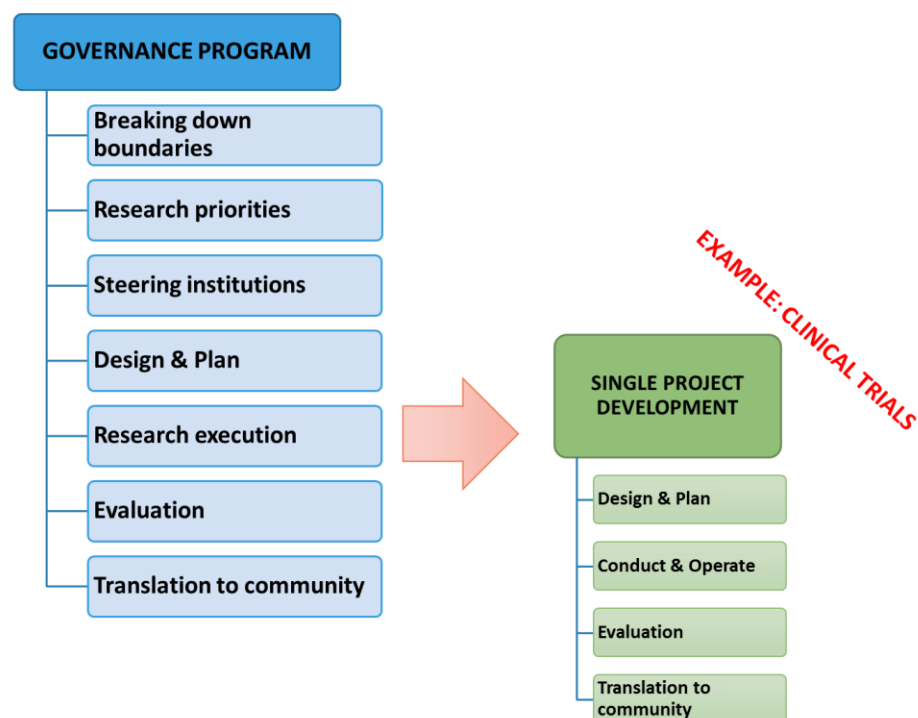 GOVERNANCE PROGRAM
Breaking down
boundaries
Research priorities
Steering institutions
Design & Plan
Research execution
Evaluation
Translation to community
EXAMPLE: CLINICAL TRIALS
SINGLE PROJECT
DEVELOPMENT
Design & Plan
Conduct & Operate
Evaluation
Translation to
community